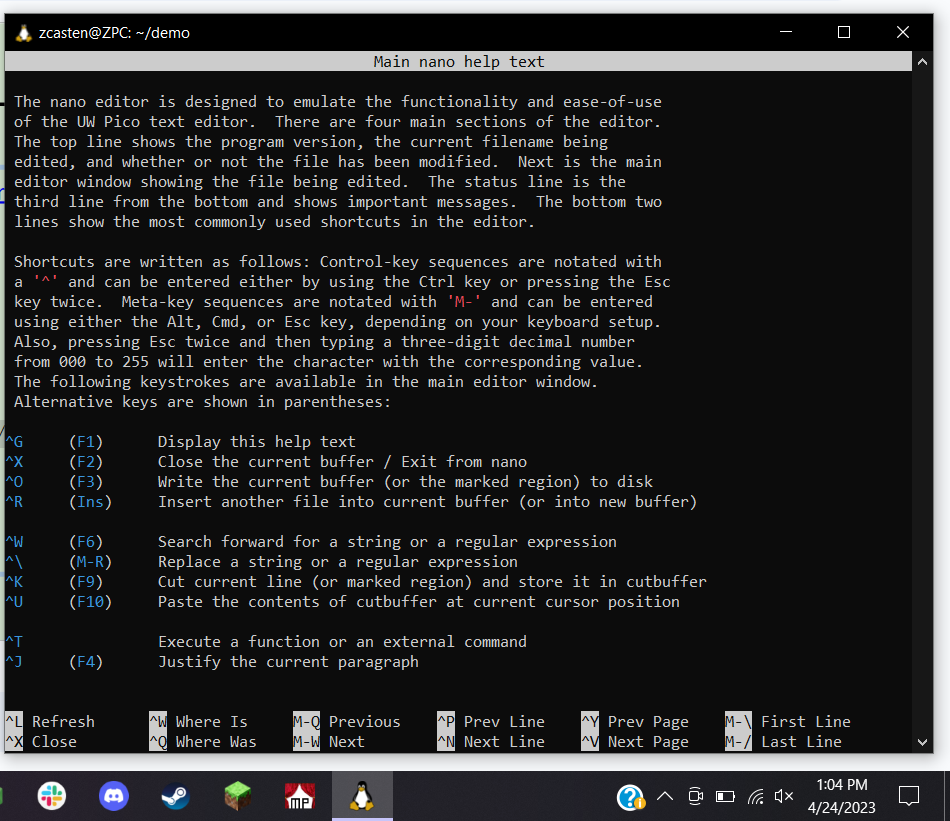 zcasten@ZPC: ~/demo
Main nano help text
The nano editor is designed to emulate the functionality and ease-of-use
of the UW Pico text editor.  There are four main sections of the editor.
The top line shows the program version, the current filename being
edited, and whether or not the file has been modified.  Next is the main
editor window showing the file being edited.  The status line is the
third line from the bottom and shows important messages.  The bottom two
lines show the most commonly used shortcuts in the editor.
Shortcuts are written as follows: Control-key sequences are notated with
a '^' and can be entered either by using the Ctrl key or pressing the Esc
key twice.  Meta-key sequences are notated with 'M-' and can be entered
using either the Alt, Cmd, or Esc key, depending on your keyboard setup.
Also, pressing Esc twice and then typing a three-digit decimal number
from 000 to 255 will enter the character with the corresponding value.
The following keystrokes are available in the main editor window.
Alternative keys are shown in parentheses:
^G (F1) Display this help text
^X (F2) Close the current buffer / Exit from nano
^O (F3) Write the current buffer (or the marked region) to disk
^R (Ins) Insert another file into current buffer (or into new buffer)
^W (F6) Search forward for a string or a regular expression
^\ (M-R) Replace a string or a regular expression
^K (F9) Cut current line (or marked region) and store it in cutbuffer
^U (F10) Paste the contents of cutbuffer at current cursor position
^T Execute a function or an external command
^J (F4) Justify the current paragraph
^L Refresh ^W Where Is M-Q Previous ^P Prev Line ^Y Prev Page M-\ First Line
^X Close ^Q Where Was M-W Next ^N Next Line ^V Next Page M-/ Last Line
MP
1:04 PM
4/24/2023